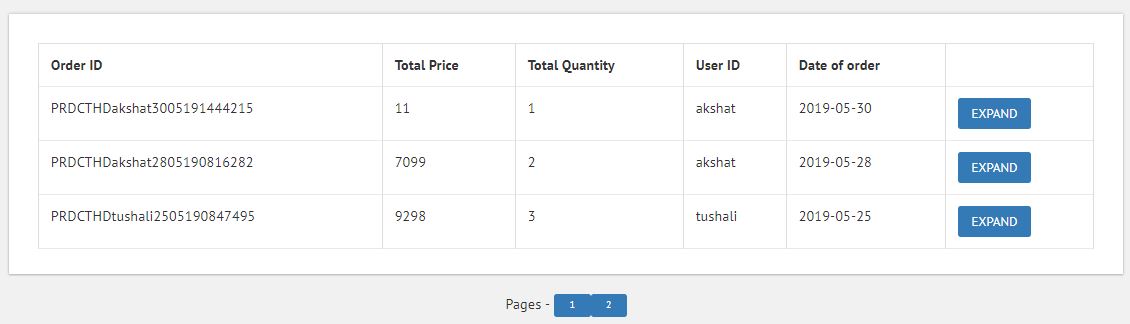 Order ID Total Price Total Quantity User ID Date of order
PRDCTHDakshat3005191444215 11 1 akshat 2019-05-30 EXPAND
PRDCTHDakshat2805190816282 7099 2 akshat 2019-05-28 EXPAND
PRDCTHDtushali2505190847495 9298 3 tushali 2019-05-25 EXPAND
Pages - 1 2